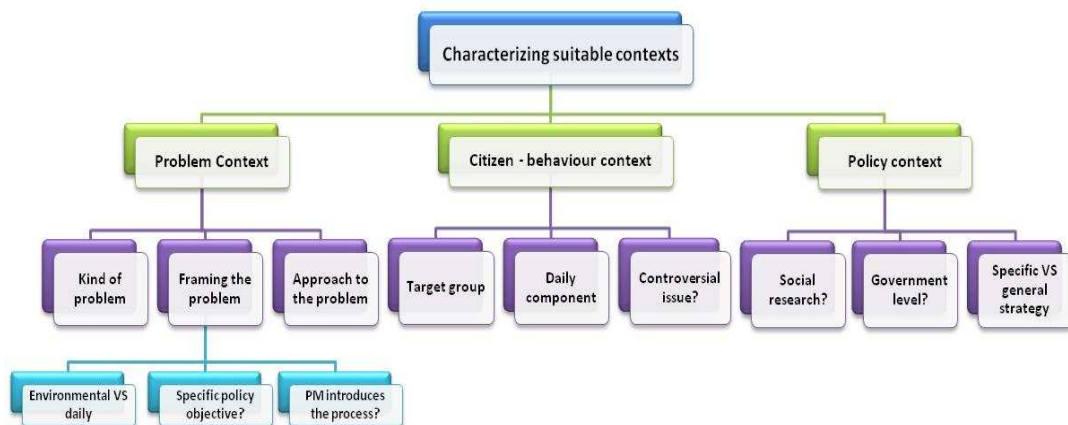 Characterizing suitable contexts
Problem Context
Citizen - behaviour context
Policy context
Kind of
problem
Framing the
problem
Approach to
the problem
Target group
Daily
component
Controversial
issue?
Social
research?
Government
level?
Specific VS
general
strategy
Environmental VS
daily
Specific policy
objective?
PM introduces
the process?